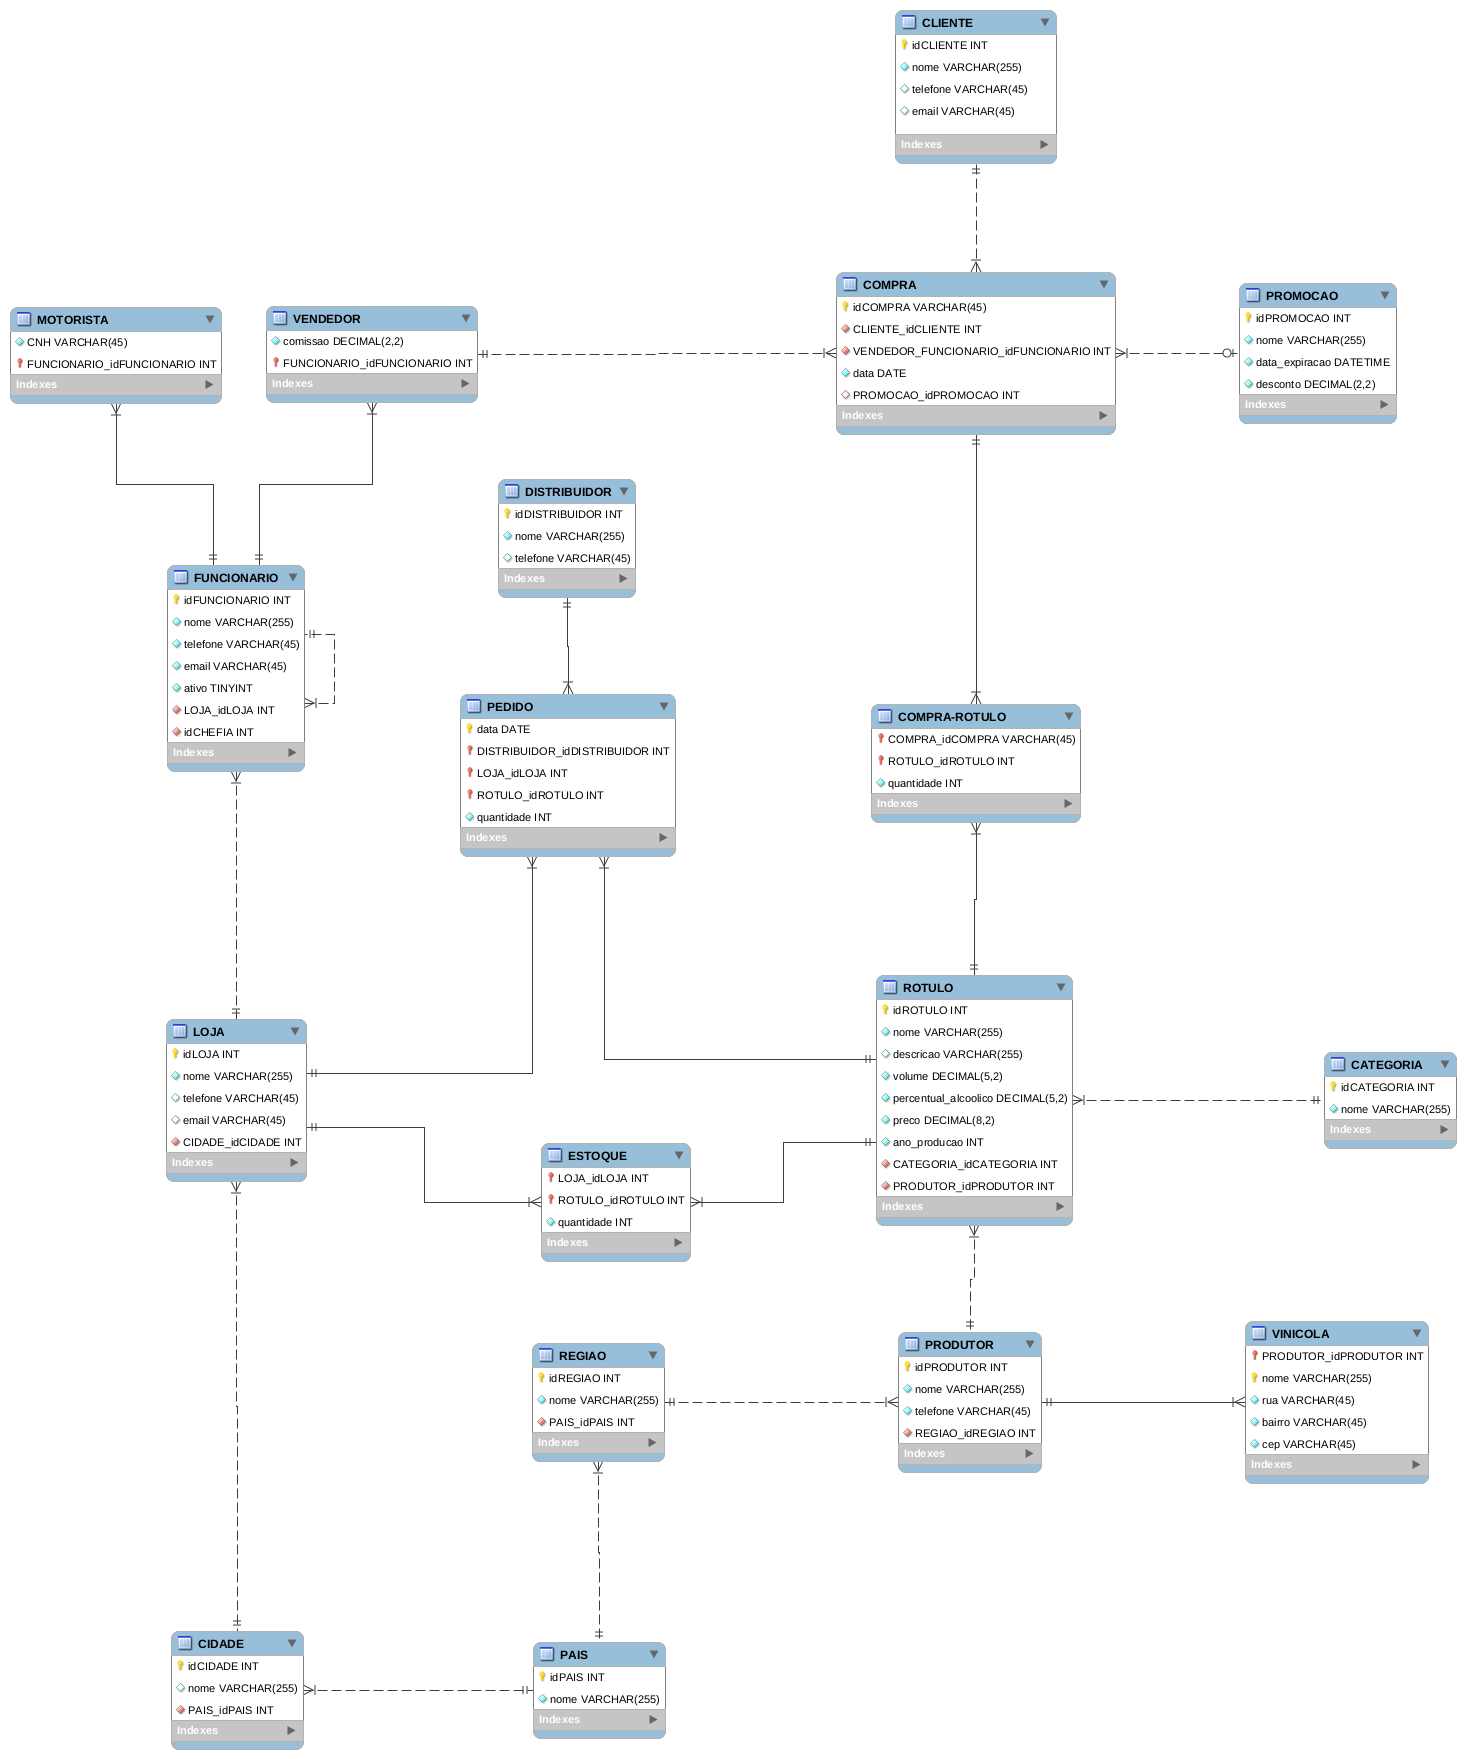 CLIENTE
idCLIENTE INT
nome VARCHAR(255)
telefone VARCHAR(45)
email VARCHAR(45)
Indexes
COMPRA
idCOMPRA VARCHAR(45)
CLIENTE_idCLIENTE INT
VENDEDOR_FUNCIONARIO_idFUNCIONARIO INT
data DATE
PROMOCAO_idPROMOCAO INT
Indexes
PROMOCAO
idPROMOCAO INT
nome VARCHAR(255)
data_expiracao DATETIME
desconto DECIMAL(2,2)
Indexes
MOTORISTA
CNH VARCHAR(45)
FUNCIONARIO_idFUNCIONARIO INT
Indexes
VENDEDOR
comissao DECIMAL(2,2)
FUNCIONARIO_idFUNCIONARIO INT
Indexes
DISTRIBUIDOR
idDISTRIBUIDOR INT
nome VARCHAR(255)
telefone VARCHAR(45)
Indexes
FUNCIONARIO
idFUNCIONARIO INT
nome VARCHAR(255)
telefone VARCHAR(45)
email VARCHAR(45)
ativo TINYINT
LOJA_idLOJA INT
idCHEFIA INT
Indexes
PEDIDO
data DATE
DISTRIBUIDOR_idDISTRIBUIDOR INT
LOJA_idLOJA INT
ROTULO_idROTULO INT
quantidade INT
Indexes
COMPRA-ROTULO
COMPRA_idCOMPRA VARCHAR(45)
ROTULO_idROTULO INT
quantidade INT
Indexes
LOJA
idLOJA INT
nome VARCHAR(255)
telefone VARCHAR(45)
email VARCHAR(45)
CIDADE_idCIDADE INT
Indexes
ROTULO
idROTULO INT
nome VARCHAR(255)
descricao VARCHAR(255)
volume DECIMAL(5,2)
percentual_alcoolico DECIMAL(5,2)
preco DECIMAL(8,2)
ano_producao INT
CATEGORIA_idCATEGORIA INT
PRODUTOR_idPRODUTOR INT
Indexes
CATEGORIA
idCATEGORIA INT
nome VARCHAR(255)
Indexes
ESTOQUE
LOJA_idLOJA INT
ROTULO_idROTULO INT
quantidade INT
Indexes
REGIAO
idREGIAO INT
nome VARCHAR(255)
PAIS_idPAIS INT
Indexes
PRODUTOR
idPRODUTOR INT
nome VARCHAR(255)
telefone VARCHAR(45)
REGIAO_idREGIAO INT
Indexes
VINICOLA
PRODUTOR_idPRODUTOR INT
nome VARCHAR(255)
rua VARCHAR(45)
bairro VARCHAR(45)
cep VARCHAR(45)
Indexes
CIDADE
idCIDADE INT
nome VARCHAR(255)
PAIS_idPAIS INT
Indexes
PAIS
idPAIS INT
nome VARCHAR(255)
Indexes